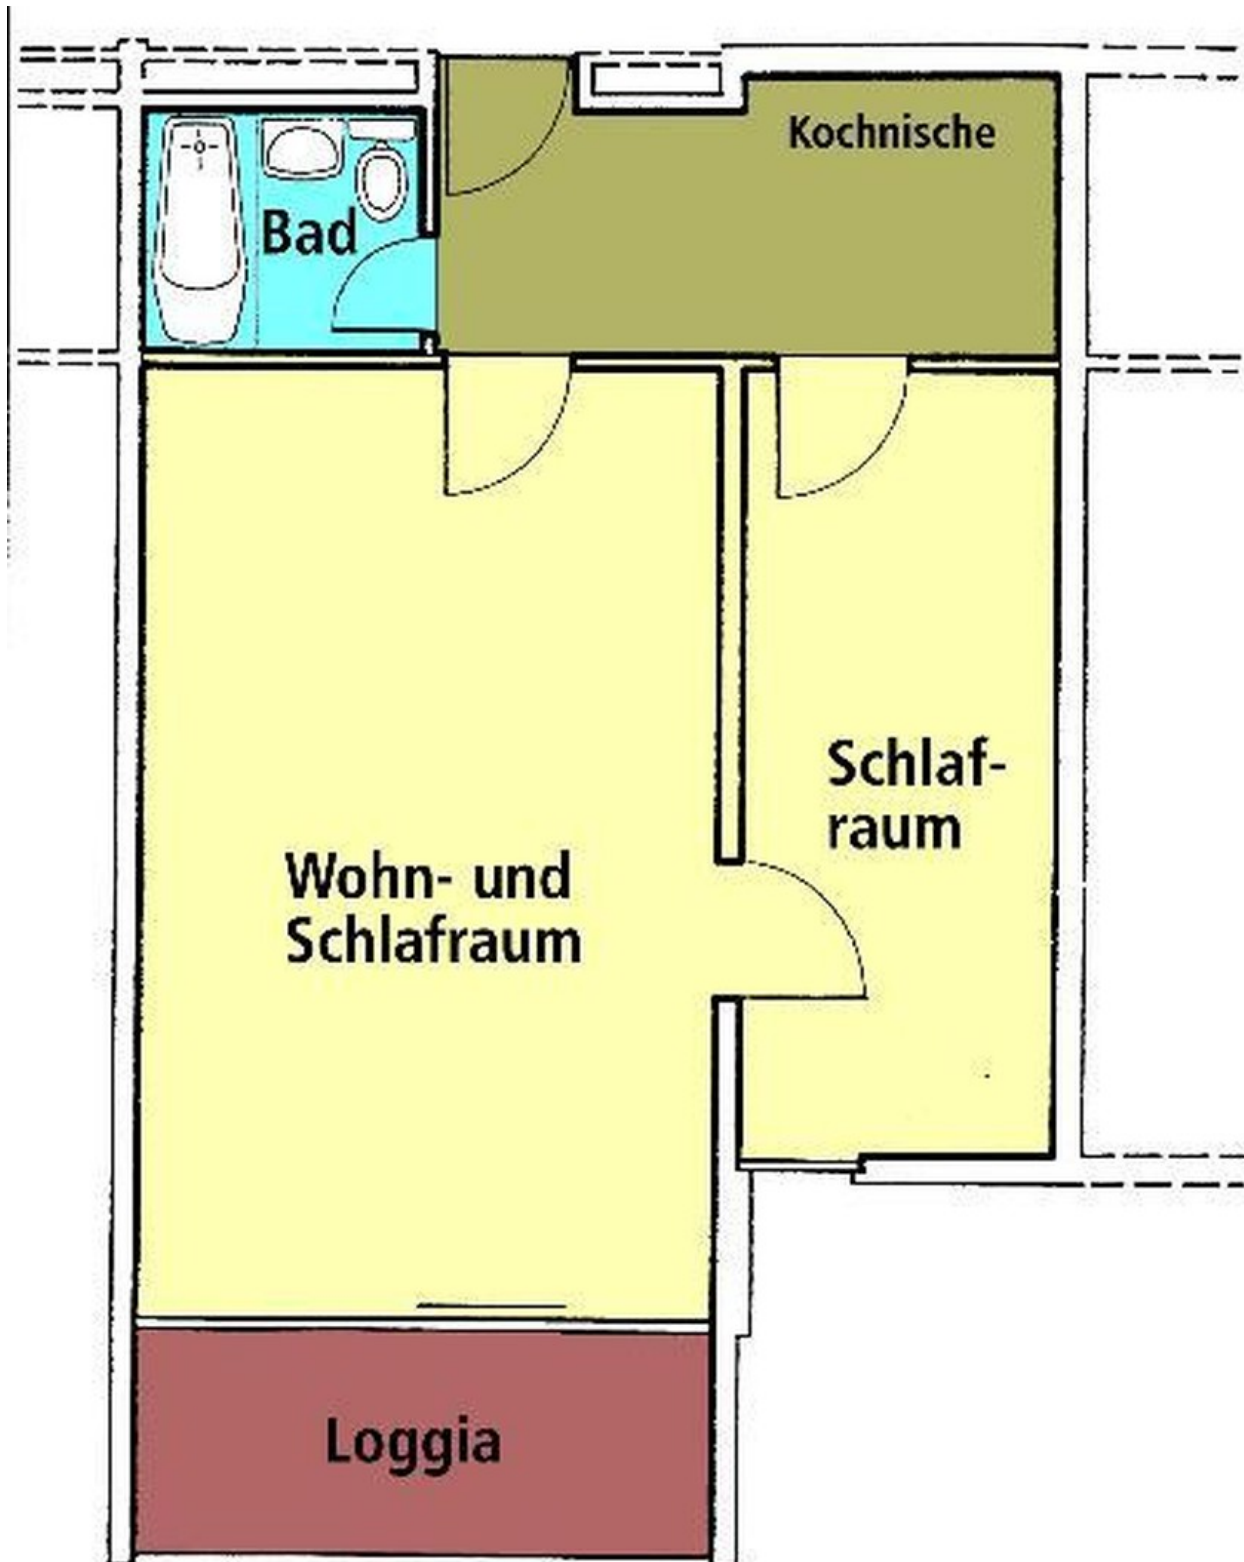 Kochnische
Bad
Schlaf-
raum
Wohn- und
Schlafraum
Loggia